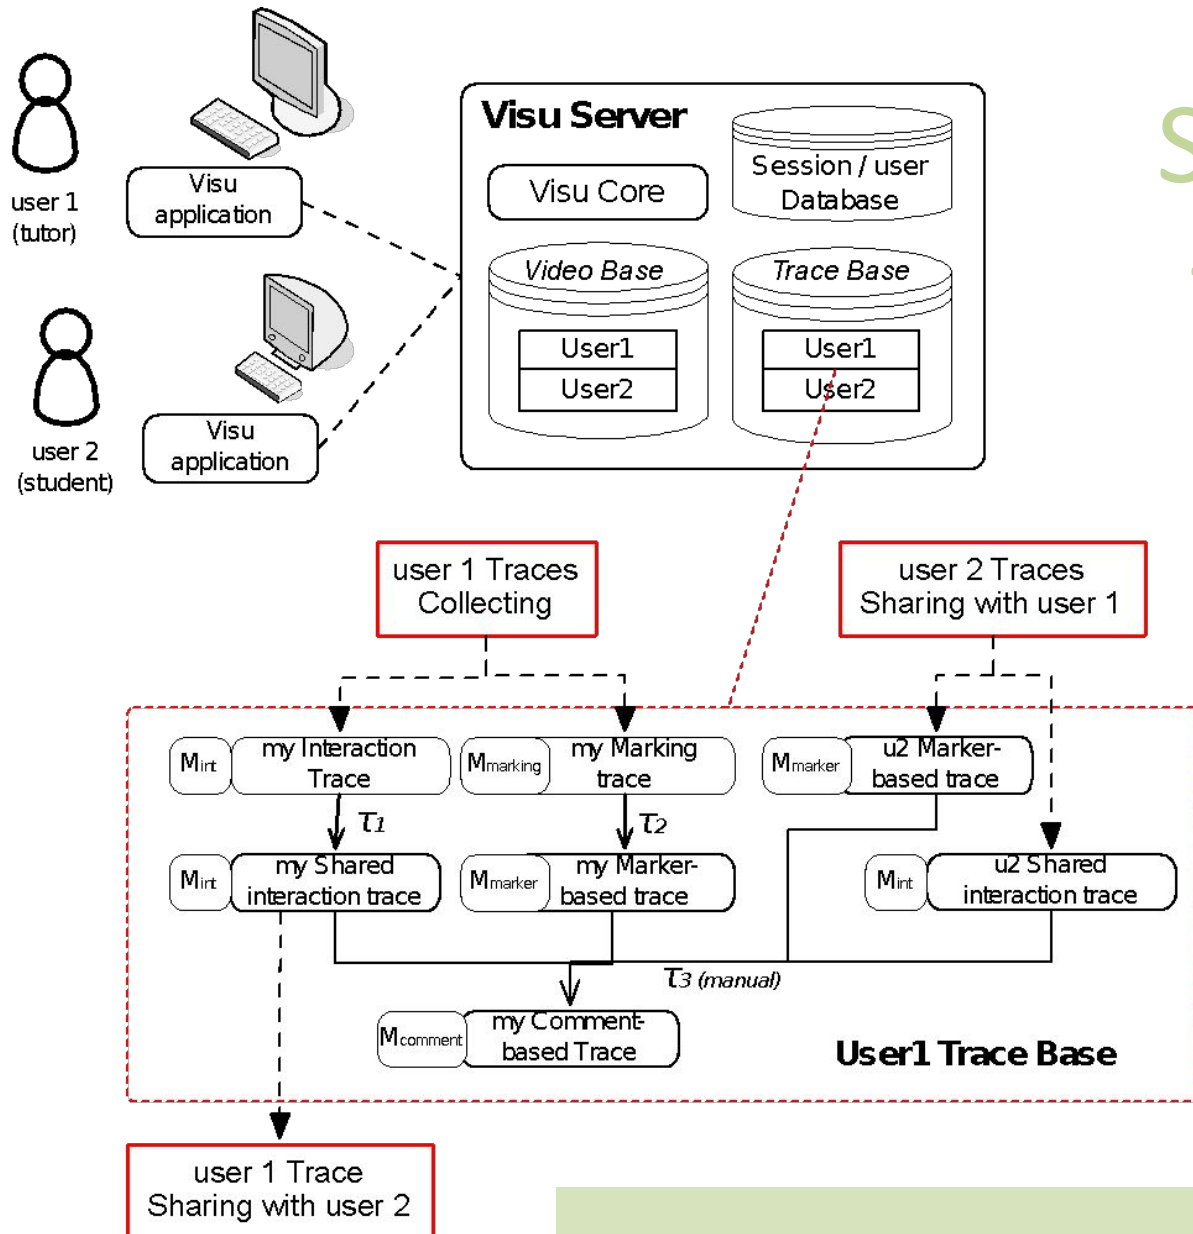 Visu Server
Visu Core
Session / user
Database
Video Base
User1
User2
Trace Base
User1
User2
user 1
(tutor)
Visu
application
user 2
(student)
Visu
application
S
user 1 Traces
Collecting
user 2 Traces
Sharing with user 1
Mint
my Interaction
Trace
Mmarking
my Marking
trace
Mmarker
u2 Marker-
based trace
τ1
τ2
Mint
my Shared
interaction trace
Mmarker
my Marker-
based trace
Mint
u2 Shared
interaction trace
τ3 (manual)
Mcomment
my Comment-
based Trace
User1 Trace Base
user 1 Trace
Sharing with user 2